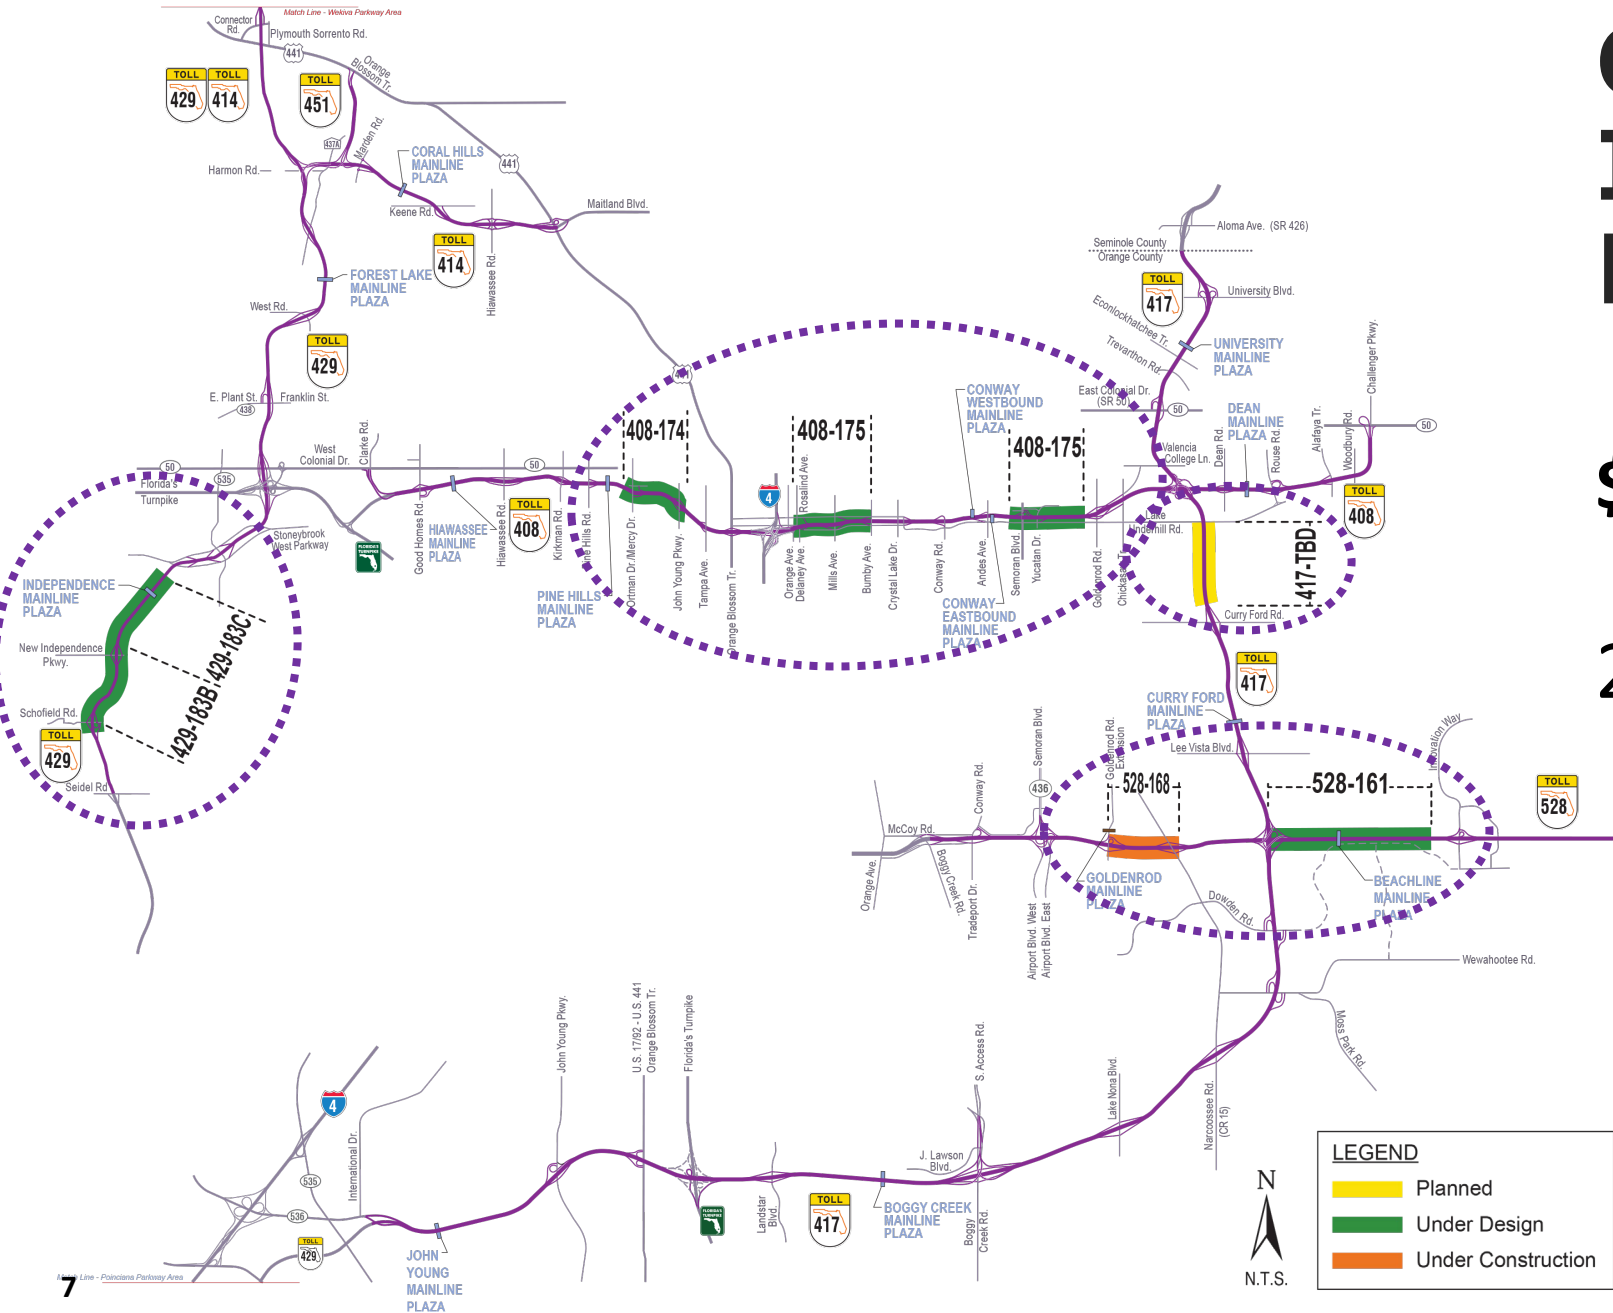 Match Line - Wekiva Parkway Area
Connector
Rd.
Plymouth Sorrento Rd.
441
Orange
Blossom Tr.
TOLL
429
TOLL
414
TOLL
451
437A
Marden Rd.
Harmon Rd.
CORAL HILLS
MAINLINE
PLAZA
441
Keene Rd.
Maitland Blvd.
TOLL
414
Hiawassee Rd.
FOREST LAKE
MAINLINE
PLAZA
West Rd.
TOLL
429
E. Plant St.
Franklin St.
438
441
Aloma Ave. (SR 426)
Seminole County
Orange County
TOLL
417
University Blvd.
Econlockhatchee Tr.
Trevarthon Rd.
UNIVERSITY
MAINLINE
PLAZA
Challenger Pkwy.
East Colonial Dr.
(SR 50)
50
DEAN
MAINLINE
PLAZA
CONWAY
WESTBOUND
MAINLINE
PLAZA
Alafaya Tr.
Woodbury Rd.
50
Dean Rd.
Rouse Rd.
Valencia
College Ln.
408-174
408-175
408-175
West
Colonial Dr.
Clarke Rd.
50
535
50
Florida's
Turnpike
Rosalind Ave.
4
TOLL
408
Lake
Underhill Rd.
Stoneybrook
West Parkway
FLORIDA'S
TURNPIKE
Good Homes Rd.
HIAWASSEE
MAINLINE
PLAZA
Hiawassee Rd.
TOLL
408
Kirkman Rd.
Pine Hills Rd.
PINE HILLS
MAINLINE
PLAZA
Ortman Dr./Mercy Dr.
John Young Pkwy.
Tampa Ave.
Orange Blossom Tr.
Orange Ave.
Delaney Ave.
Mills Ave.
Bumby Ave.
Crystal Lake Dr.
Conway Rd.
Andes Ave.
Semoran Blvd.
Yucatan Dr.
Goldenrod Rd.
Chickasaw Tr.
CONWAY
EASTBOUND
MAINLINE
PLAZA
417-TBD
Curry Ford Rd.
INDEPENDENCE
MAINLINE
PLAZA
New Independence
Pkwy.
429-183C
429-183B
Schofield Rd.
TOLL
429
Seidel Rd
TOLL
417
CURRY FORD
MAINLINE
PLAZA
Lee Vista Blvd.
Innovation Way
Semoran Blvd.
Goldenrod Rd.
Extension
Conway Rd.
436
528-168
528-161
TOLL
528
McCoy Rd.
Orange Ave.
Boggy Creek Rd.
Tradeport Dr.
Airport Blvd. West
Airport Blvd. East
GOLDENROD
MAINLINE
PLAZA
BEACHLINE
MAINLINE
PLAZA
Dowden Rd.
Wewahootee Rd.
Moss Park Rd.
Narcoossee Rd.
(CR 15)
Lake Nona Blvd.
S. Access Rd.
J. Lawson
Blvd.
Boggy
Creek Rd.
BOGGY CREEK
MAINLINE
PLAZA
TOLL
417
Landstar
Blvd.
FLORIDA'S
TURNPIKE
Florida's Turnpike
U.S. 17/92 - U.S. 441
Orange Blossom Tr.
John Young Pkwy.
4
International Dr.
535
536
TOLL
429
JOHN
YOUNG
MAINLINE
PLAZA
Match Line - Poinciana Parkway Area
7
N
N.T.S.
LEGEND
Planned
Under Design
Under Construction